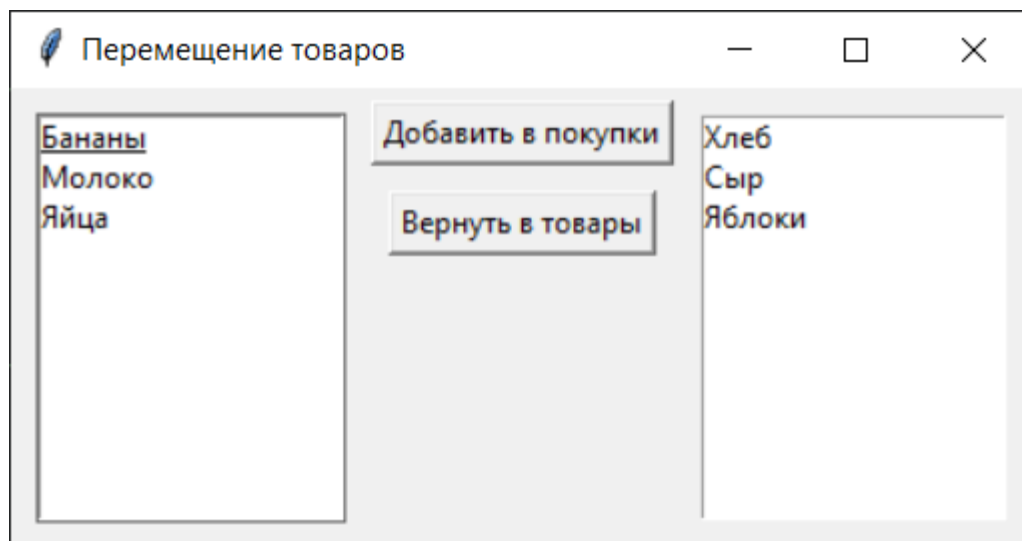 Перемещение товаров
Бананы
Молоко
Яйца
Добавить в покупки
Вернуть в товары
Хлеб
Сыр
Яблоки